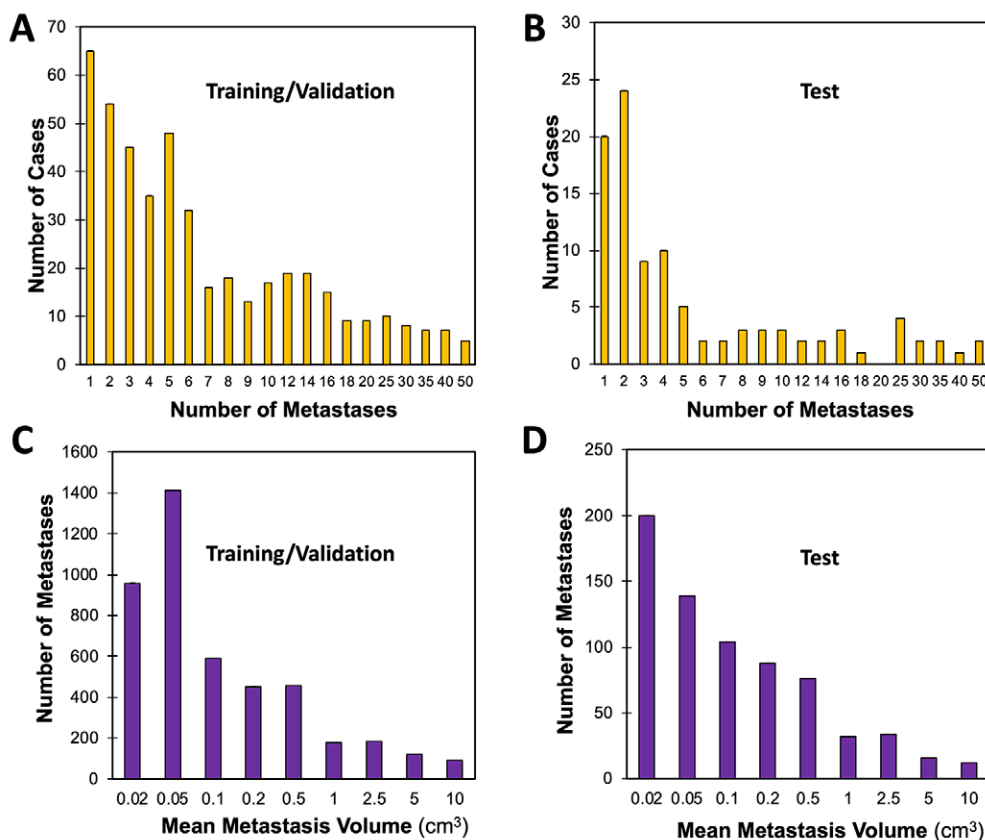 A
Training/Validation
Number of Cases
70
60
50
40
30
20
10
0
1 2 3 4 5 6 7 8 9 10 12 14 16 18 20 25 30 35 40 50
Number of Metastases
B
Test
Number of Cases
30
25
20
15
10
5
0
1 2 3 4 5 6 7 8 9 10 12 14 16 18 20 25 30 35 40 50
Number of Metastases
C
Training/Validation
Number of Metastases
1600
1400
1200
1000
800
600
400
200
0
0.02 0.05 0.1 0.2 0.5 1 2.5 5 10
Mean Metastasis Volume (cm³)
D
Test
Number of Metastases
250
200
150
100
50
0
0.02 0.05 0.1 0.2 0.5 1 2.5 5 10
Mean Metastasis Volume (cm³)